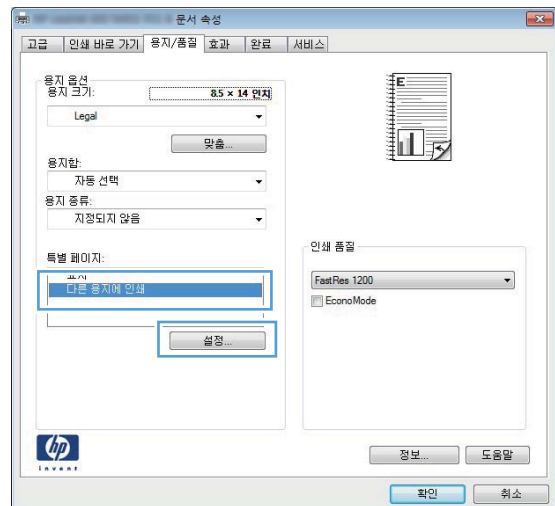 문서 속성
고급 인쇄 바로 가기 용지/품질 효과 완료 서비스
용지 옵션
용지 크기: 8.5 × 14 인치
Legal
맞춤...
용지함:
자동 선택
용지 종류:
지정되지 않음
특별 페이지:
표지
다른 용지에 인쇄
설정...
E
인쇄 품질
FastRes 1200
EconoMode
hp
invent
정보... 도움말
확인 취소